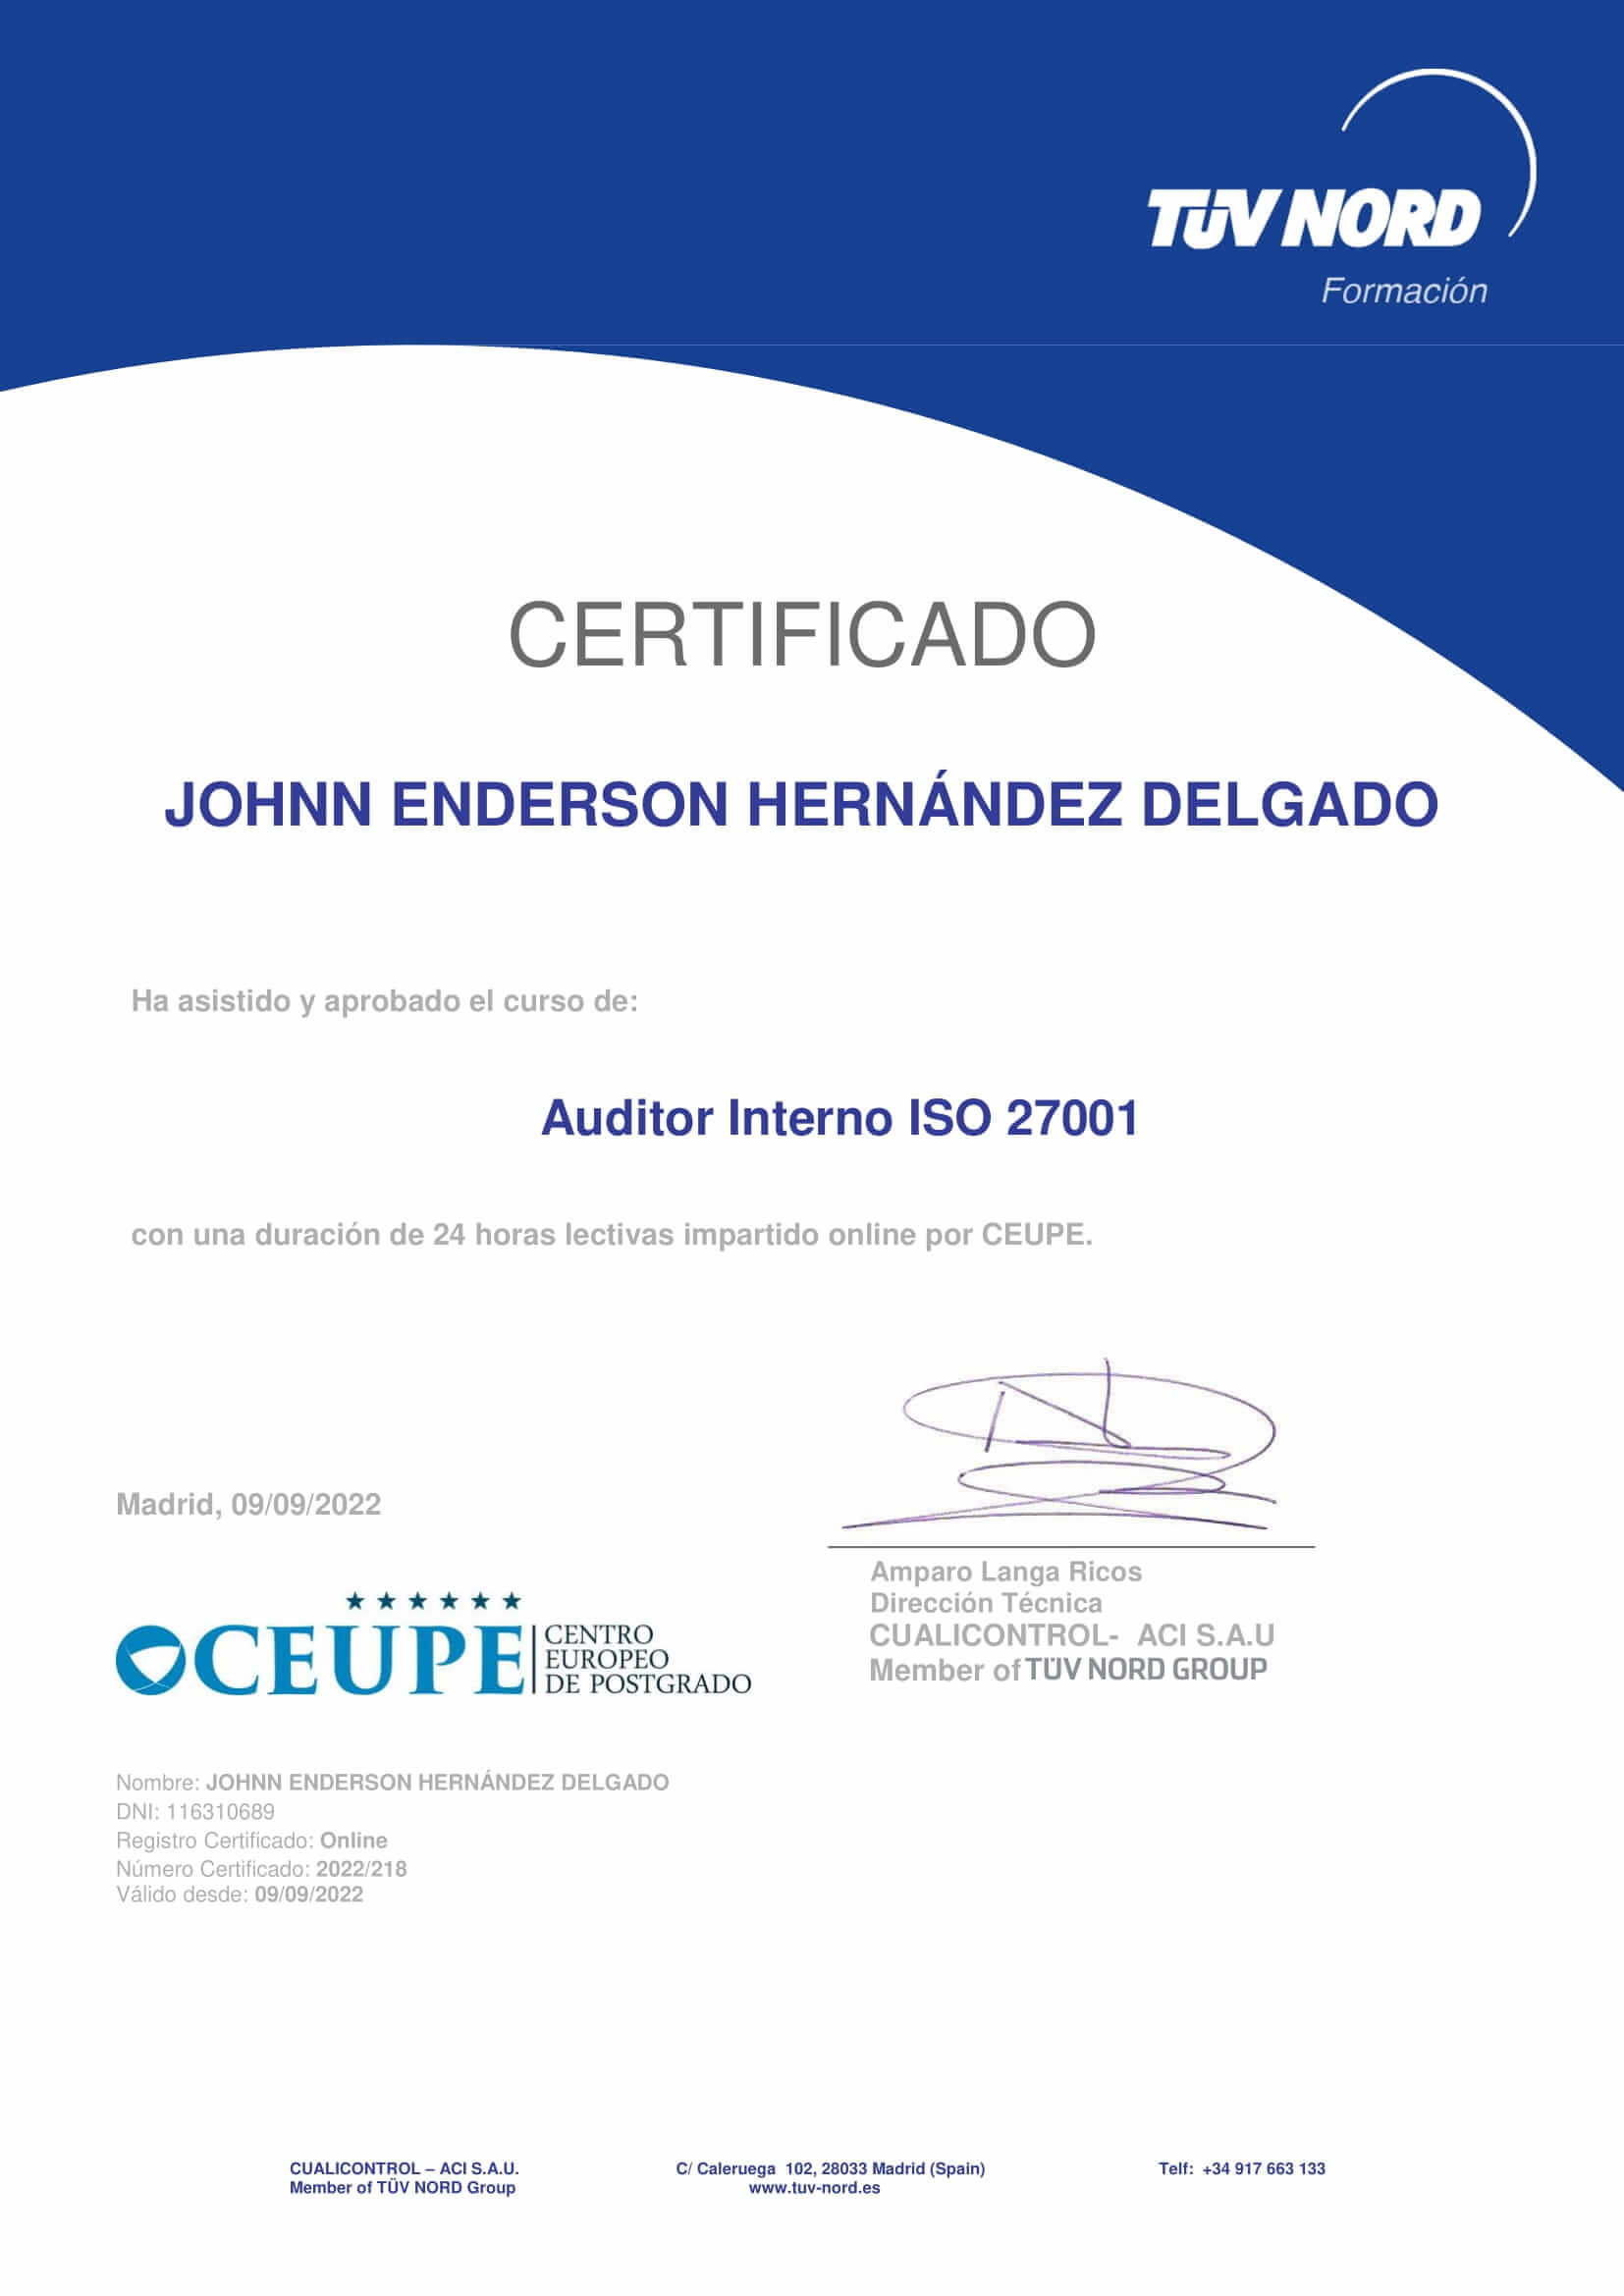 TÜV NORD
Formación
CERTIFICADO
JOHNN ENDERSON HERNÁNDEZ DELGADO
Ha asistido y aprobado el curso de:
Auditor Interno ISO 27001
con una duración de 24 horas lectivas impartido online por CEUPE.
Madrid, 09/09/2022
Amparo Langa Ricos
Dirección Técnica
CUALICONTROL- ACI S.A.U
Member of TÜV NORD GROUP
CEUPE
CENTRO
EUROPEO
DE POSTGRADO
Nombre: JOHNN ENDERSON HERNÁNDEZ DELGADO
DNI: 116310689
Registro Certificado: Online
Número Certificado: 2022/218
Válido desde: 09/09/2022
CUALICONTROL – ACI S.A.U.
Member of TÜV NORD Group
C/ Caleruega 102, 28033 Madrid (Spain)
www.tuv-nord.es
Telf: +34 917 663 133